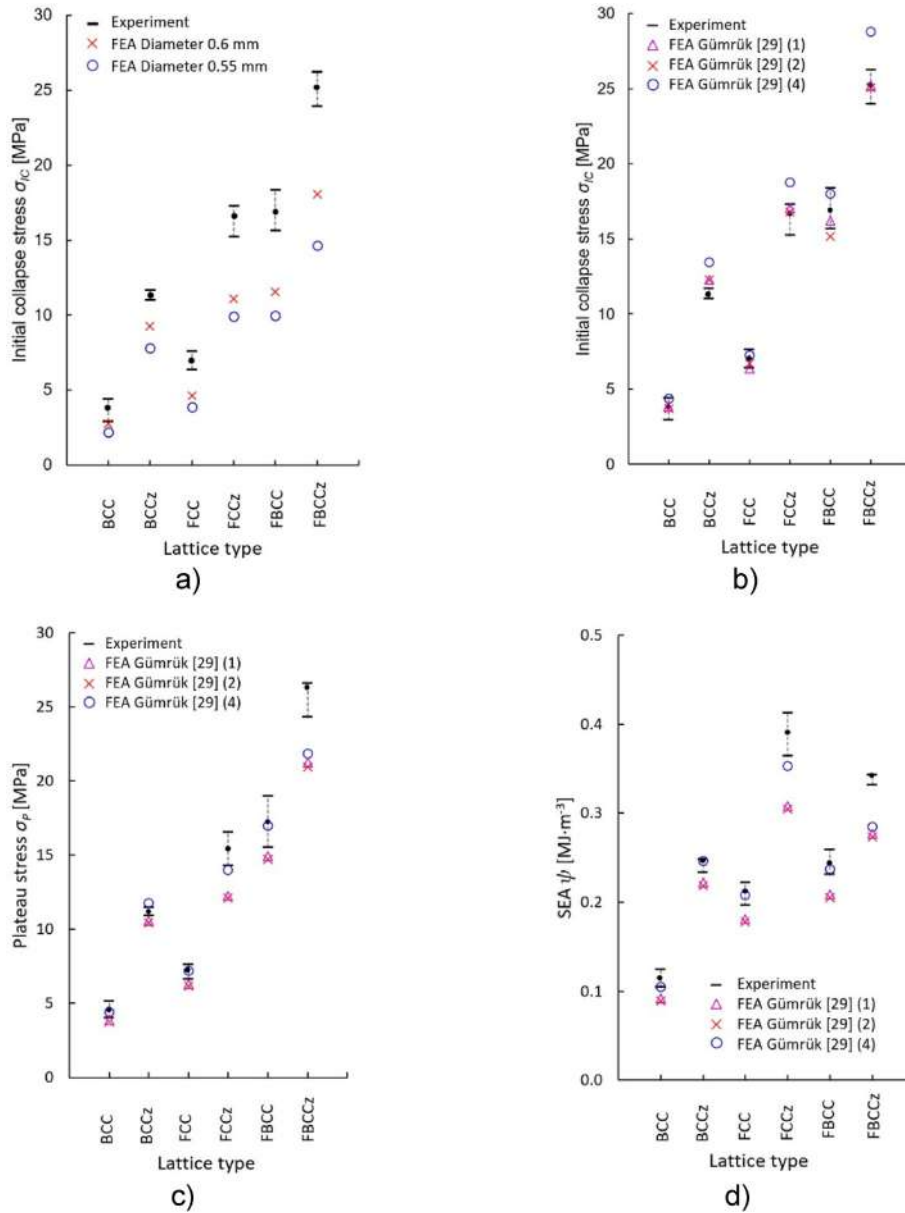 Experiment
FEA Diameter 0.6 mm
FEA Diameter 0.55 mm
Initial collapse stress σIC [MPa]
30
25
20
15
10
5
0
BCC
BCCz
FCC
FCCz
FBCC
FBCCz
Lattice type
a)
Experiment
FEA Gümrük [29] (1)
FEA Gümrük [29] (2)
FEA Gümrük [29] (4)
Initial collapse stress σIC [MPa]
30
25
20
15
10
5
0
BCC
BCCz
FCC
FCCz
FBCC
FBCCz
Lattice type
b)
Experiment
FEA Gümrük [29] (1)
FEA Gümrük [29] (2)
FEA Gümrük [29] (4)
Plateau stress σP [MPa]
30
25
20
15
10
5
0
BCC
BCCz
FCC
FCCz
FBCC
FBCCz
Lattice type
c)
SEA ψ [MJ·m⁻³]
0.5
0.4
0.3
0.2
0.1
0.0
Experiment
FEA Gümrük [29] (1)
FEA Gümrük [29] (2)
FEA Gümrük [29] (4)
BCC
BCCz
FCC
FCCz
FBCC
FBCCz
Lattice type
d)